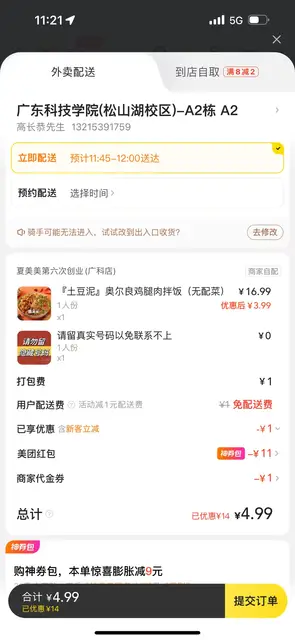 11:21
5G
外卖配送
到店自取 满8减2
广东科技学院(松山湖校区)-A2栋 A2
高长恭先生 13215391759
立即配送 预计11:45-12:00送达
预约配送 选择时间
骑手可能无法进入，试试改到出入口收货? 去修改
夏美美第六次创业 (广科店) 商家自配
『土豆泥』奥尔良鸡腿肉拌饭（无配菜） ¥16.99
1人份 优惠后¥3.99
x1
请勿留
请留真实号码以免联系不上 ¥0
1人份
x1
打包费 ¥1
用户配送费 活动减1元配送费 ¥1 免配送费
已享优惠 含新客立减 -¥1
美团红包 神券包 -¥11
商家代金券 -¥1
总计 已优惠¥14 ¥4.99
神券包
购神券包，本单惊喜膨胀减9元
合计 ¥4.99
已优惠 ¥14
提交订单